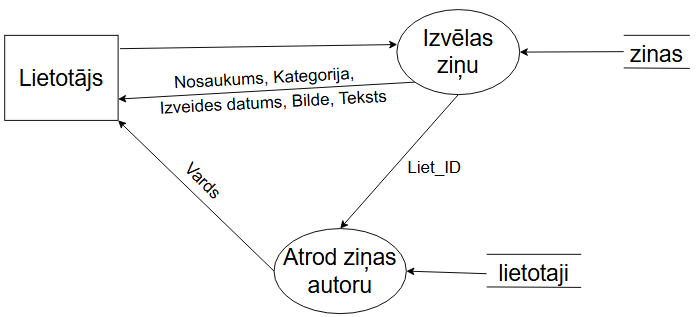 Lietotājs
Izvēlas
ziņu
zinas
Nosaukums, Kategorija,
Izveides datums, Bilde, Teksts
Vards
Liet_ID
Atrod ziņas
autoru
lietotaji